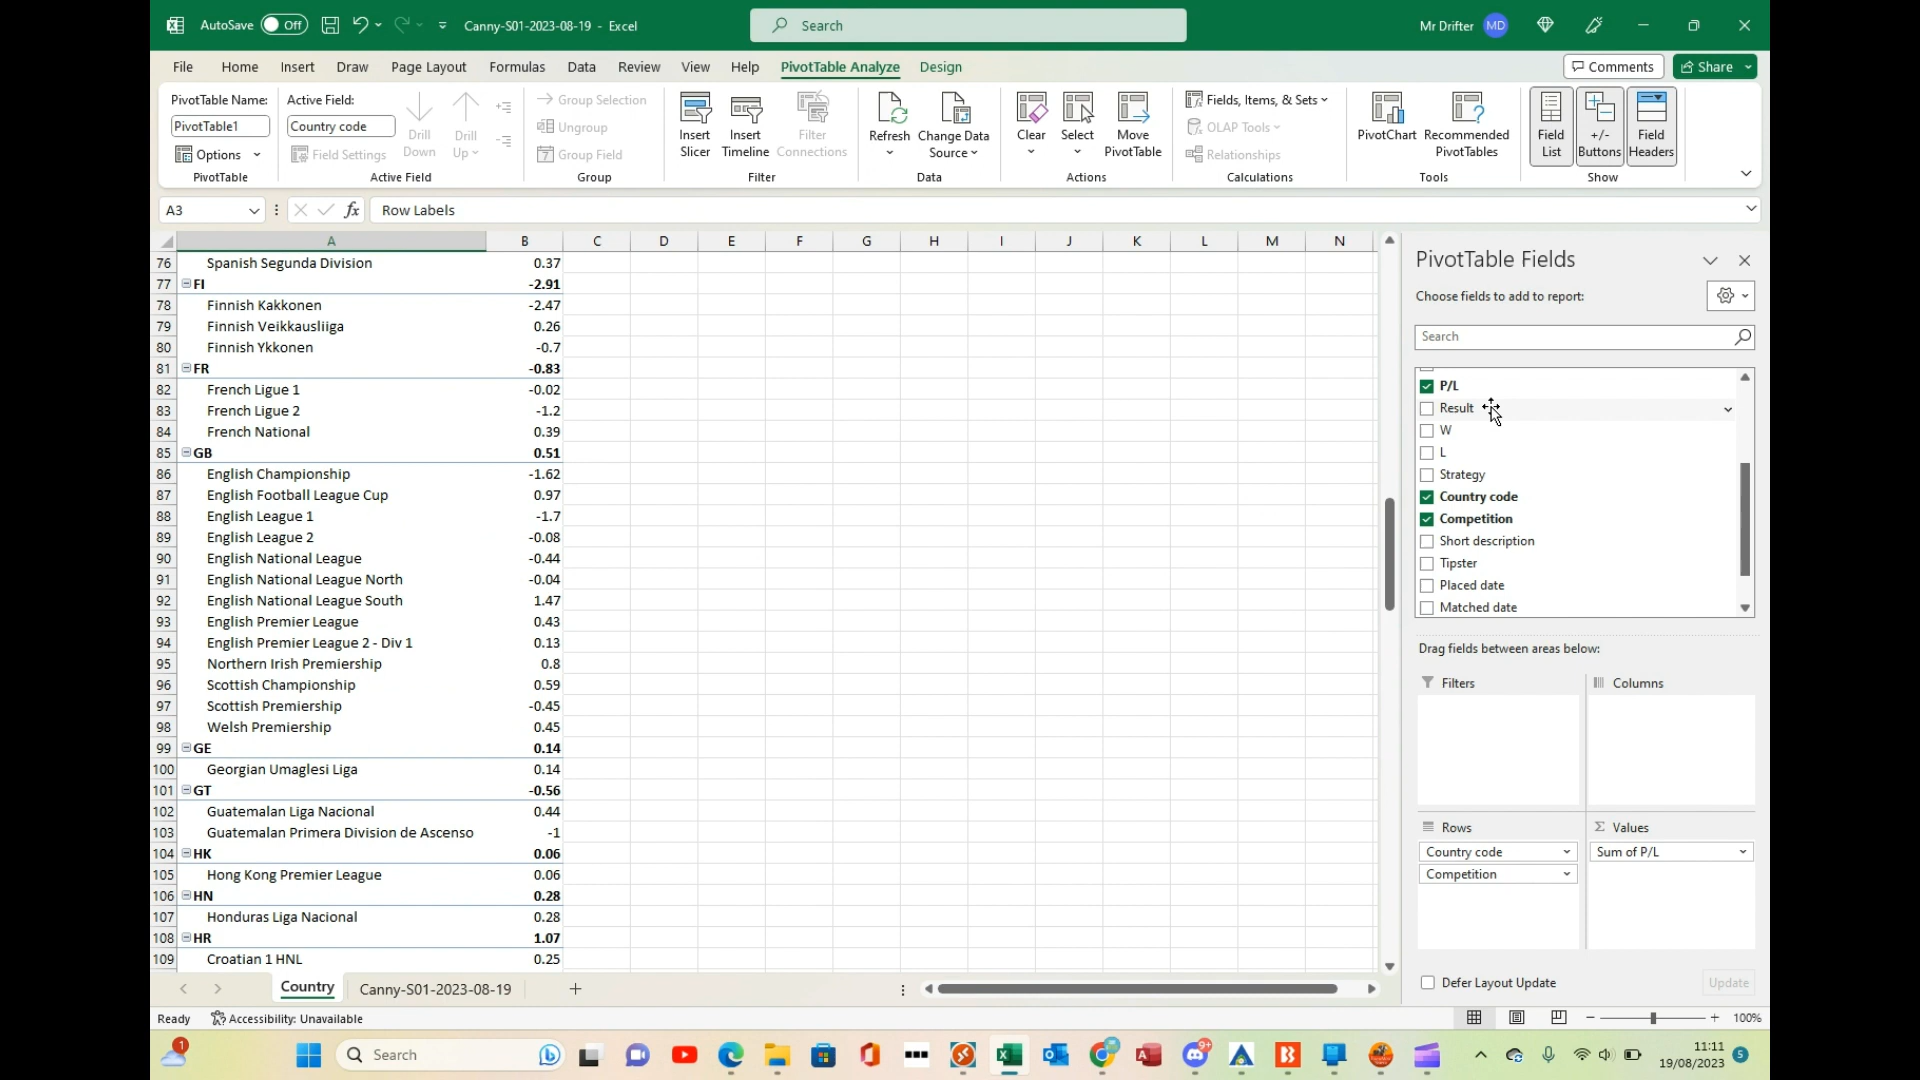 AutoSave Off Canny-S01-2023-08-19 - Excel Search Mr Drifter MD
File Home Insert Draw Page Layout Formulas Data Review View Help PivotTable Analyze Design Comments Share
PivotTable Name:
PivotTable1
Options
PivotTable
Active Field:
Country code
Field Settings
Drill Down
Drill Up
Active Field
Group Selection
Ungroup
Group Field
Group
Insert Slicer
Insert Timeline
Filter Connections
Filter
Refresh
Change Data Source
Data
Clear
Select
Move PivotTable
Actions
Fields, Items, & Sets
OLAP Tools
Relationships
Calculations
PivotChart
Recommended PivotTables
Tools
Field List
+/- Buttons
Field Headers
Show
A3 fx Row Labels
A B C D E F G H I J K L M N
76 Spanish Segunda Division 0.37
77 FI -2.91
78 Finnish Kakkonen -2.47
79 Finnish Veikkausliiga 0.26
80 Finnish Ykkonen -0.7
81 FR -0.83
82 French Ligue 1 -0.02
83 French Ligue 2 -1.2
84 French National 0.39
85 GB 0.51
86 English Championship -1.62
87 English Football League Cup 0.97
88 English League 1 -1.7
89 English League 2 -0.08
90 English National League -0.44
91 English National League North -0.04
92 English National League South 1.47
93 English Premier League 0.43
94 English Premier League 2 - Div 1 0.13
95 Northern Irish Premiership 0.8
96 Scottish Championship 0.59
97 Scottish Premiership -0.45
98 Welsh Premiership 0.45
99 GE 0.14
100 Georgian Umaglesi Liga 0.14
101 GT -0.56
102 Guatemalan Liga Nacional 0.44
103 Guatemalan Primera Division de Ascenso -1
104 HK 0.06
105 Hong Kong Premier League 0.06
106 HN 0.28
107 Honduras Liga Nacional 0.28
108 HR 1.07
109 Croatian 1 HNL 0.25
PivotTable Fields
Choose fields to add to report:
Search
P/L
Result
W
L
Strategy
Country code
Competition
Short description
Tipster
Placed date
Matched date
Drag fields between areas below:
Filters Columns
Rows Values
Country code Sum of P/L
Competition
Defer Layout Update Update
Country Canny-S01-2023-08-19
Ready Accessibility: Unavailable 100%
1 Search 9+ 11:11
19/08/2023 5